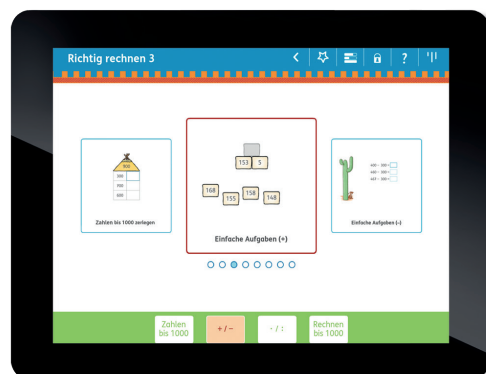 Richtig rechnen 3
?
900
500
900
600
Zahlen bis 1000 zerlegen
153 5
168
155
158
148
Einfache Aufgaben (+)
Einfache Aufgaben (-)
Zahlen
bis 1000
+ / -
· / :
Rechnen
bis 1000